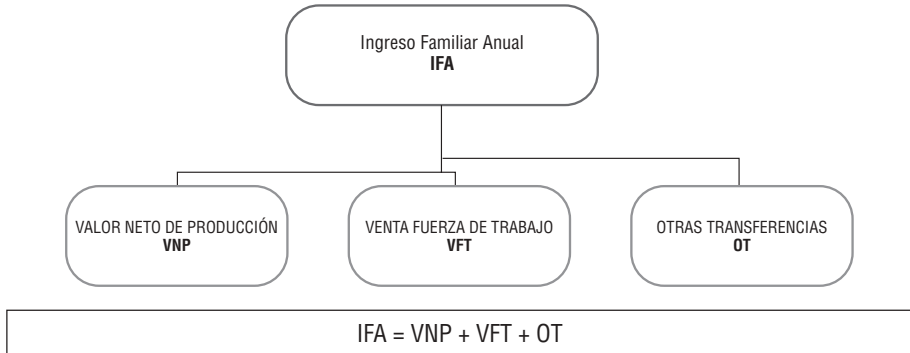 Ingreso Familiar Anual
IFA
VALOR NETO DE PRODUCCIÓN
VNP
VENTA FUERZA DE TRABAJO
VFT
OTRAS TRANSFERENCIAS
OT
IFA = VNP + VFT + OT